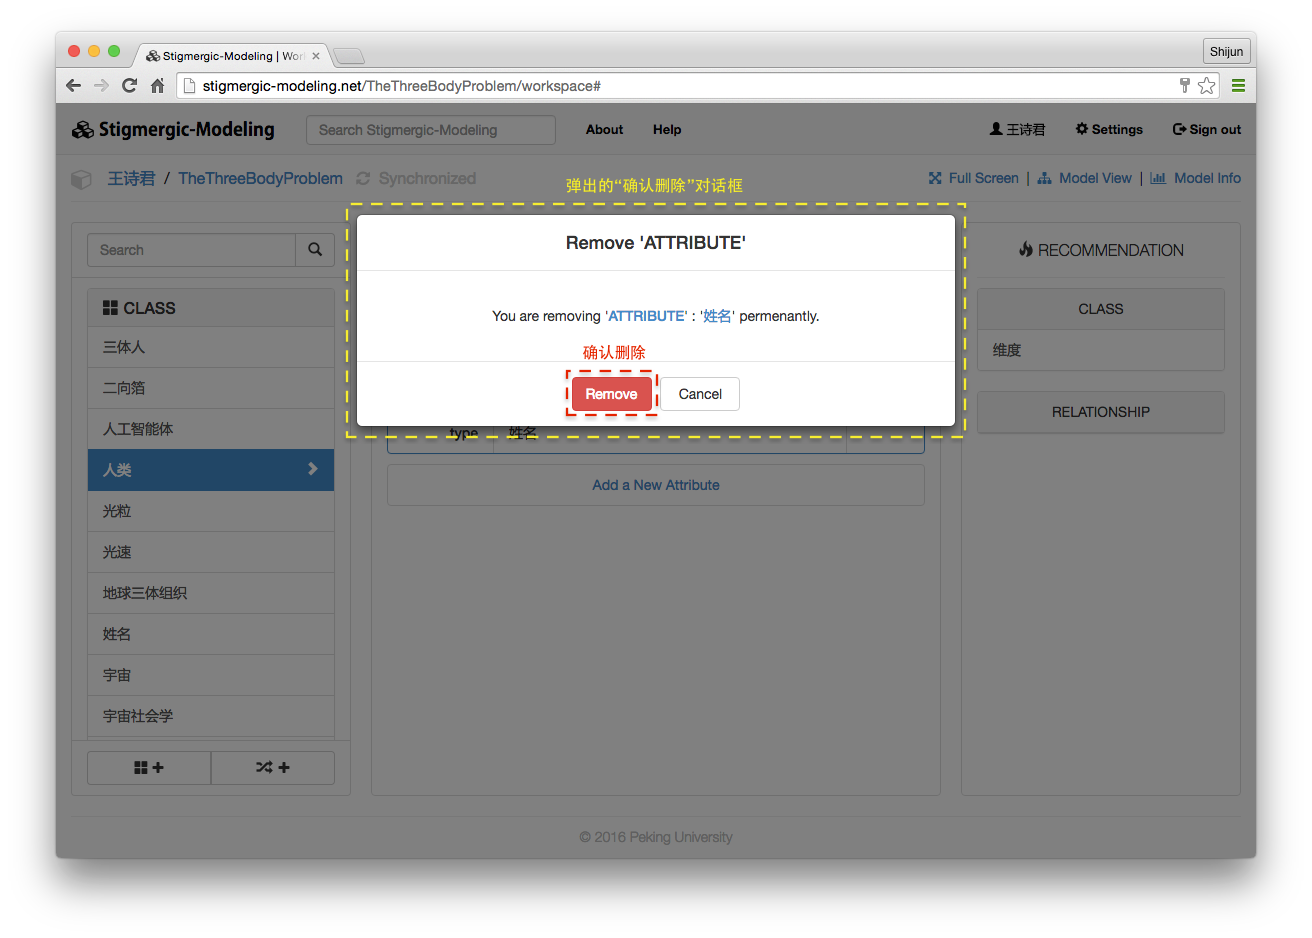 Stigmergic-Modeling | Wor
Shijun
stigmergic-modeling.net/TheThreeBodyProblem/workspace#
Stigmergic-Modeling
Search Stigmergic-Modeling
About
Help
王诗君
Settings
Sign out
王诗君 / TheThreeBodyProblem
Synchronized
Full Screen | Model View | Model Info
弹出的“确认删除”对话框
Remove 'ATTRIBUTE'
You are removing 'ATTRIBUTE' : '姓名' permenantly.
确认删除
Remove
Cancel
Search
CLASS
三体人
二向箔
人工智能体
人类
光粒
光速
地球三体组织
姓名
宇宙
宇宙社会学
type
姓名
Add a New Attribute
RECOMMENDATION
CLASS
维度
RELATIONSHIP
© 2016 Peking University